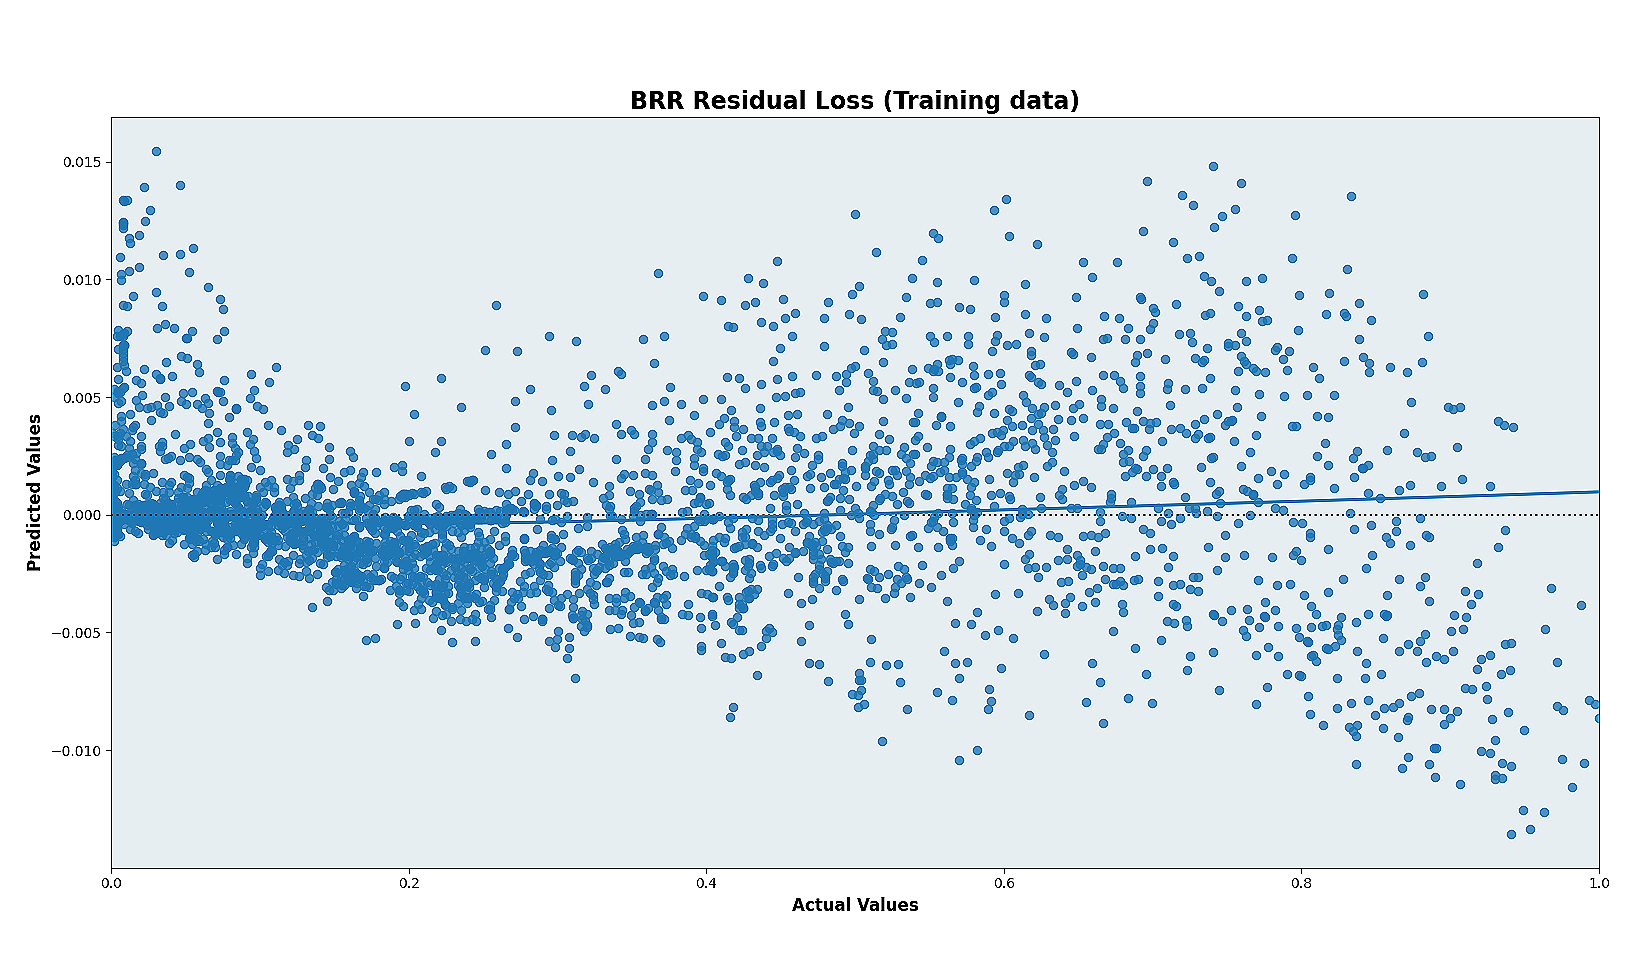 BRR Residual Loss (Training data)
0.015
0.010
0.005
0.000
−0.005
−0.010
Predicted Values
0.0 0.2 0.4 0.6 0.8 1.0
Actual Values